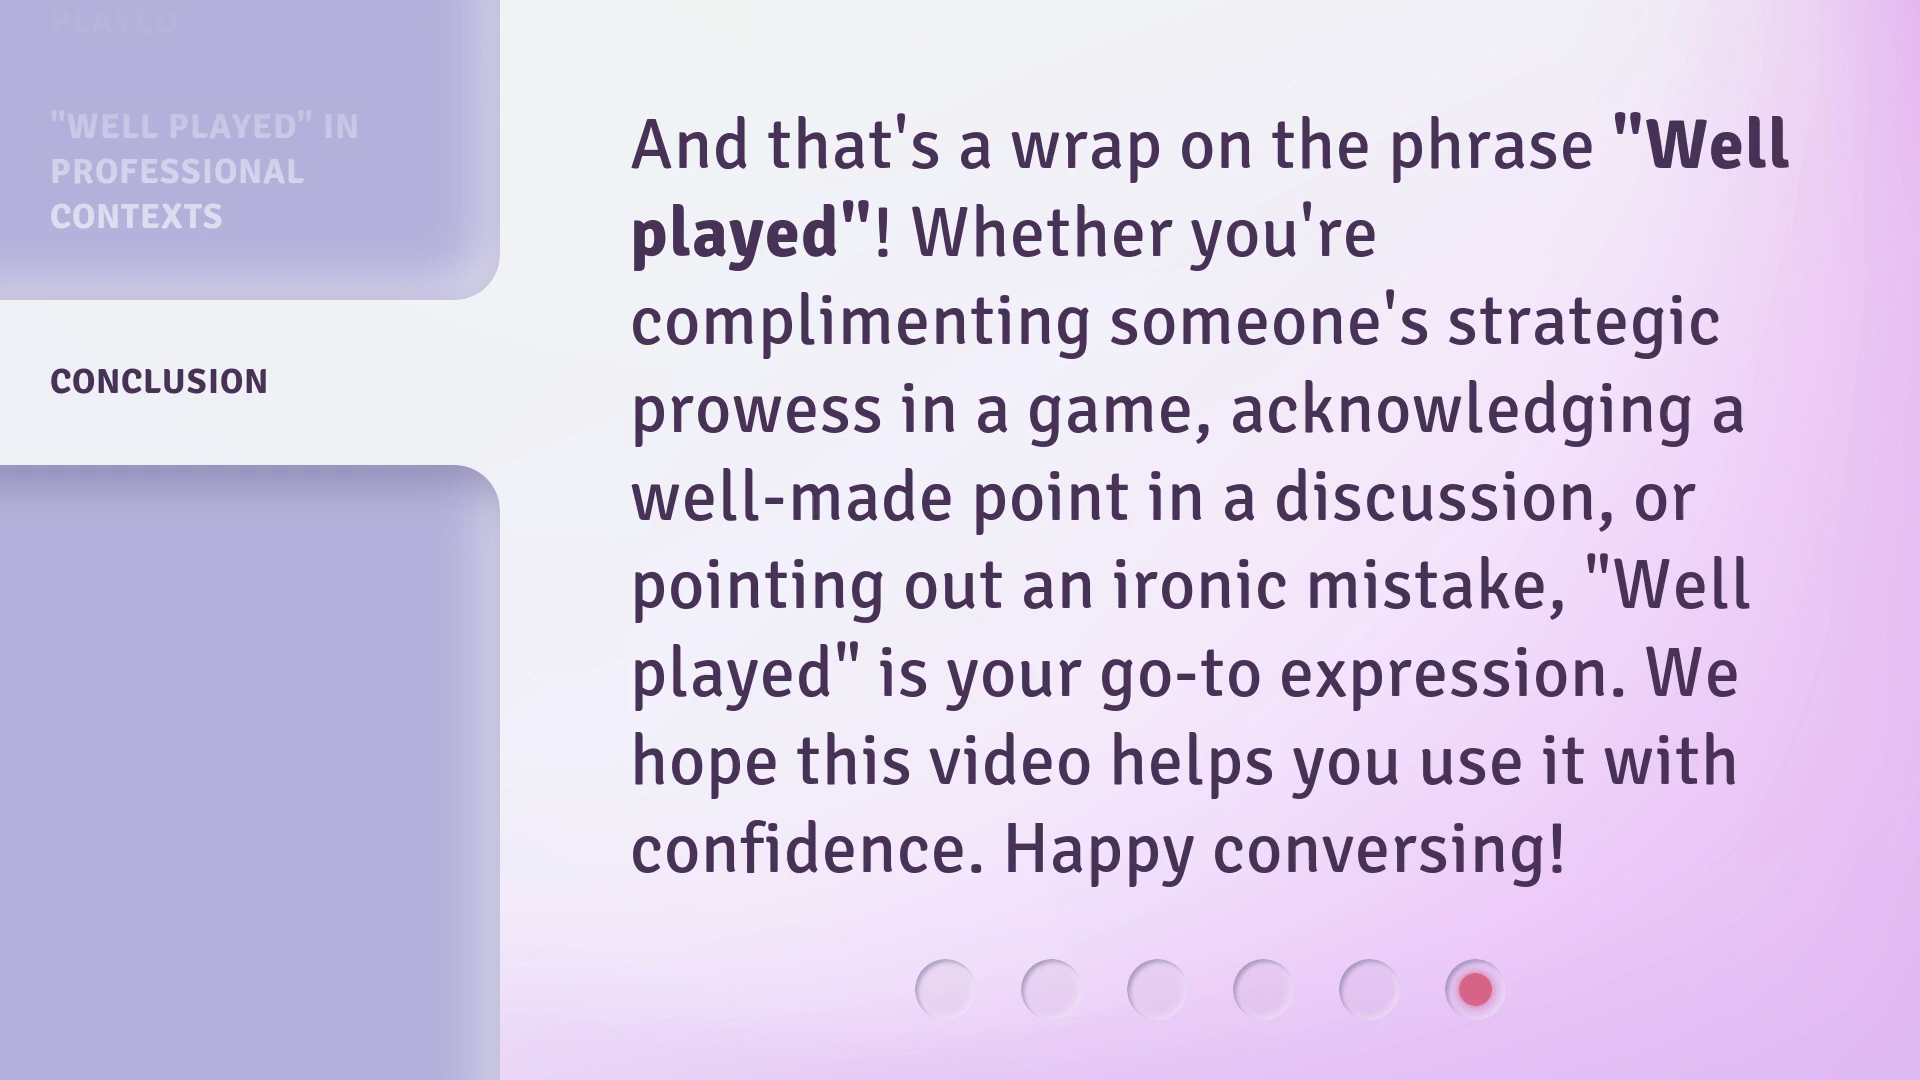 PLAYED"
"WELL PLAYED" IN
PROFESSIONAL
CONTEXTS
CONCLUSION
And that's a wrap on the phrase "Well
played"! Whether you're
complimenting someone's strategic
prowess in a game, acknowledging a
well-made point in a discussion, or
pointing out an ironic mistake, "Well
played" is your go-to expression. We
hope this video helps you use it with
confidence. Happy conversing!